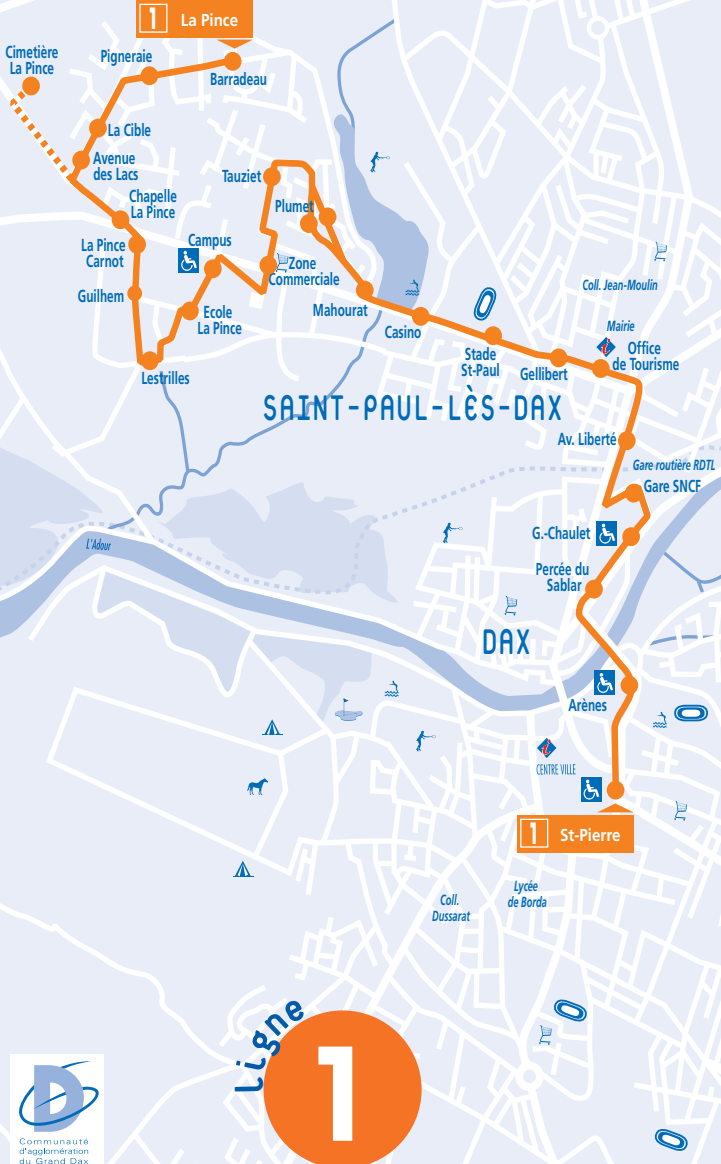 1 La Pince
Cimetière
La Pince
Pigneraie
Barradeau
La Cible
Avenue
des Lacs
Chapelle
La Pince
La Pince
Carnot
Guilhem
Lestrilles
Ecole
La Pince
Campus
Tauziet
Plumet
Zone
Commerciale
Mahourat
Casino
Stade
St-Paul
Gellibert
Coll. Jean-Moulin
Mairie
Office
de Tourisme
SAINT-PAUL-LÈS-DAX
Av. Liberté
Gare routière RDTL
Gare SNCF
G.-Chaulet
Percée du
Sablar
L'Adour
DAX
Arènes
CENTRE VILLE
1 St-Pierre
Coll.
Dussarat
Lycée
de Borda
Ligne
1
D
Communauté
d'agglomération
du Grand Dax